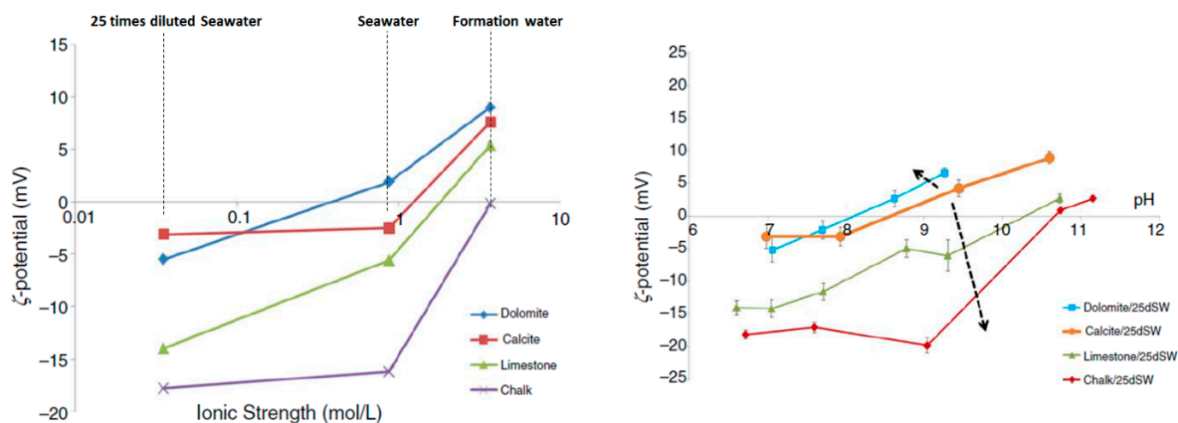 25 times diluted Seawater
Seawater
Formation water
15
10
5
0
−5
−10
−15
−20
0.01
0.1
1
10
ζ-potential (mV)
Ionic Strength (mol/L)
Dolomite
Calcite
Limestone
Chalk
25
20
15
10
5
0
−5
−10
−15
−20
−25
6
7
8
9
10
11
12
pH
ζ-potential (mV)
Dolomite/25dSW
Calcite/25dSW
Limestone/25dSW
Chalk/25dSW